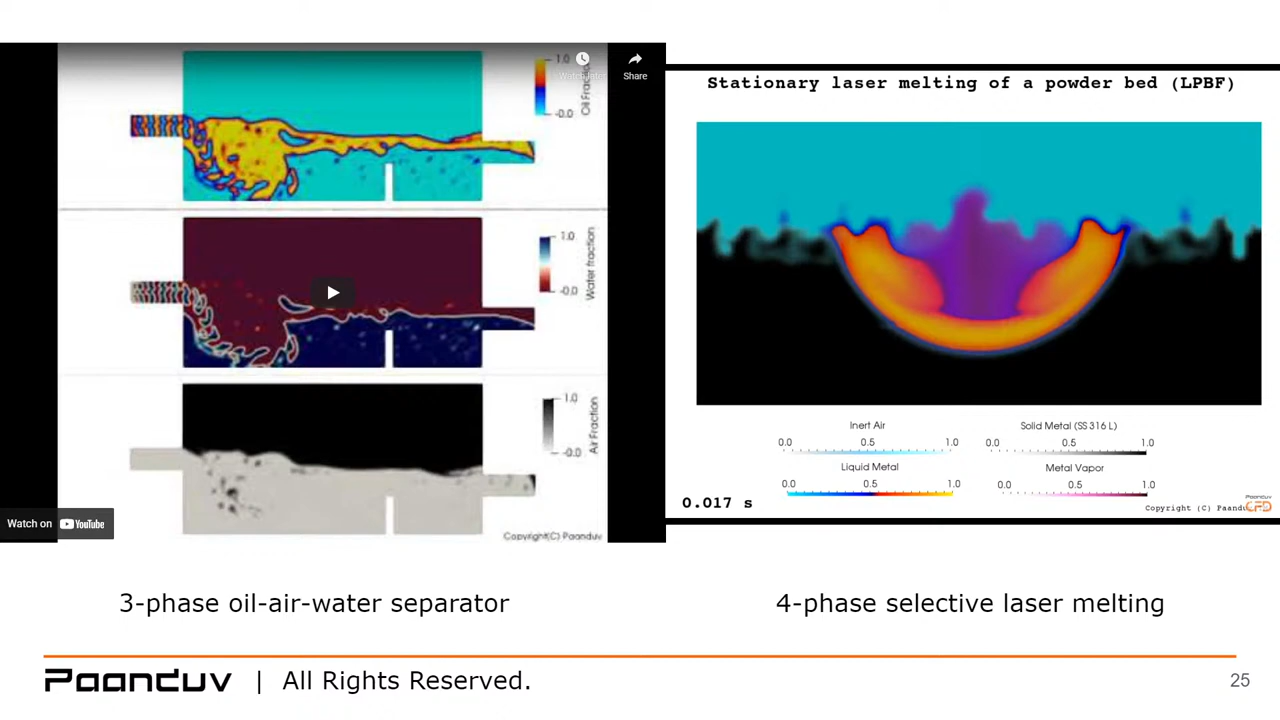 Watch later
Share
1.0
-0.0
Oil Fraction
1.0
-0.0
Water fraction
1.0
-0.0
Air Fraction
Watch on YouTube
Copyright(C) Paanduv
Stationary laser melting of a powder bed (LPBF)
Inert Air
0.0 0.5 1.0
Solid Metal (SS 316 L)
0.0 0.5 1.0
Liquid Metal
0.0 0.5 1.0
Metal Vapor
0.0 0.5 1.0
0.017 s
Copyright (C) Paanduv
Paanduv
CFD
3-phase oil-air-water separator
4-phase selective laser melting
Paanduv | All Rights Reserved.
25